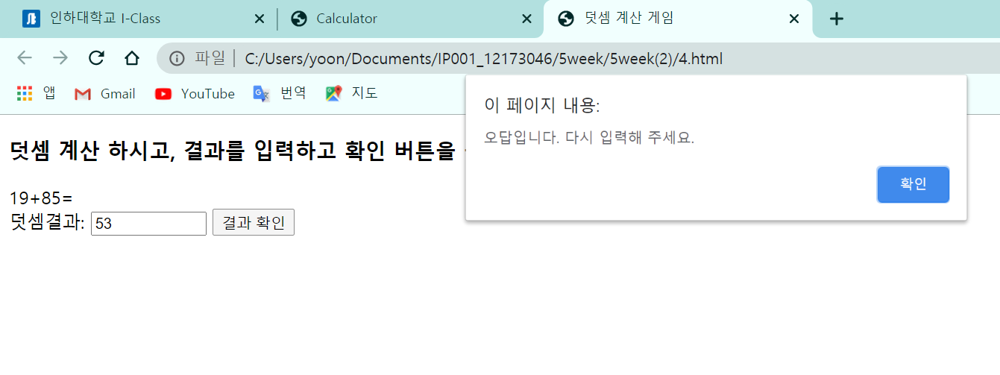 인하대학교 I-Class
Calculator
덧셈 계산 게임
파일 C:/Users/yoon/Documents/IP001_12173046/5week/5week(2)/4.html
앱 Gmail YouTube 번역 지도
이 페이지 내용:
오답입니다. 다시 입력해 주세요.
확인
덧셈 계산 하시고, 결과를 입력하고 확인 버튼을
19+85=
덧셈결과: 53 결과 확인